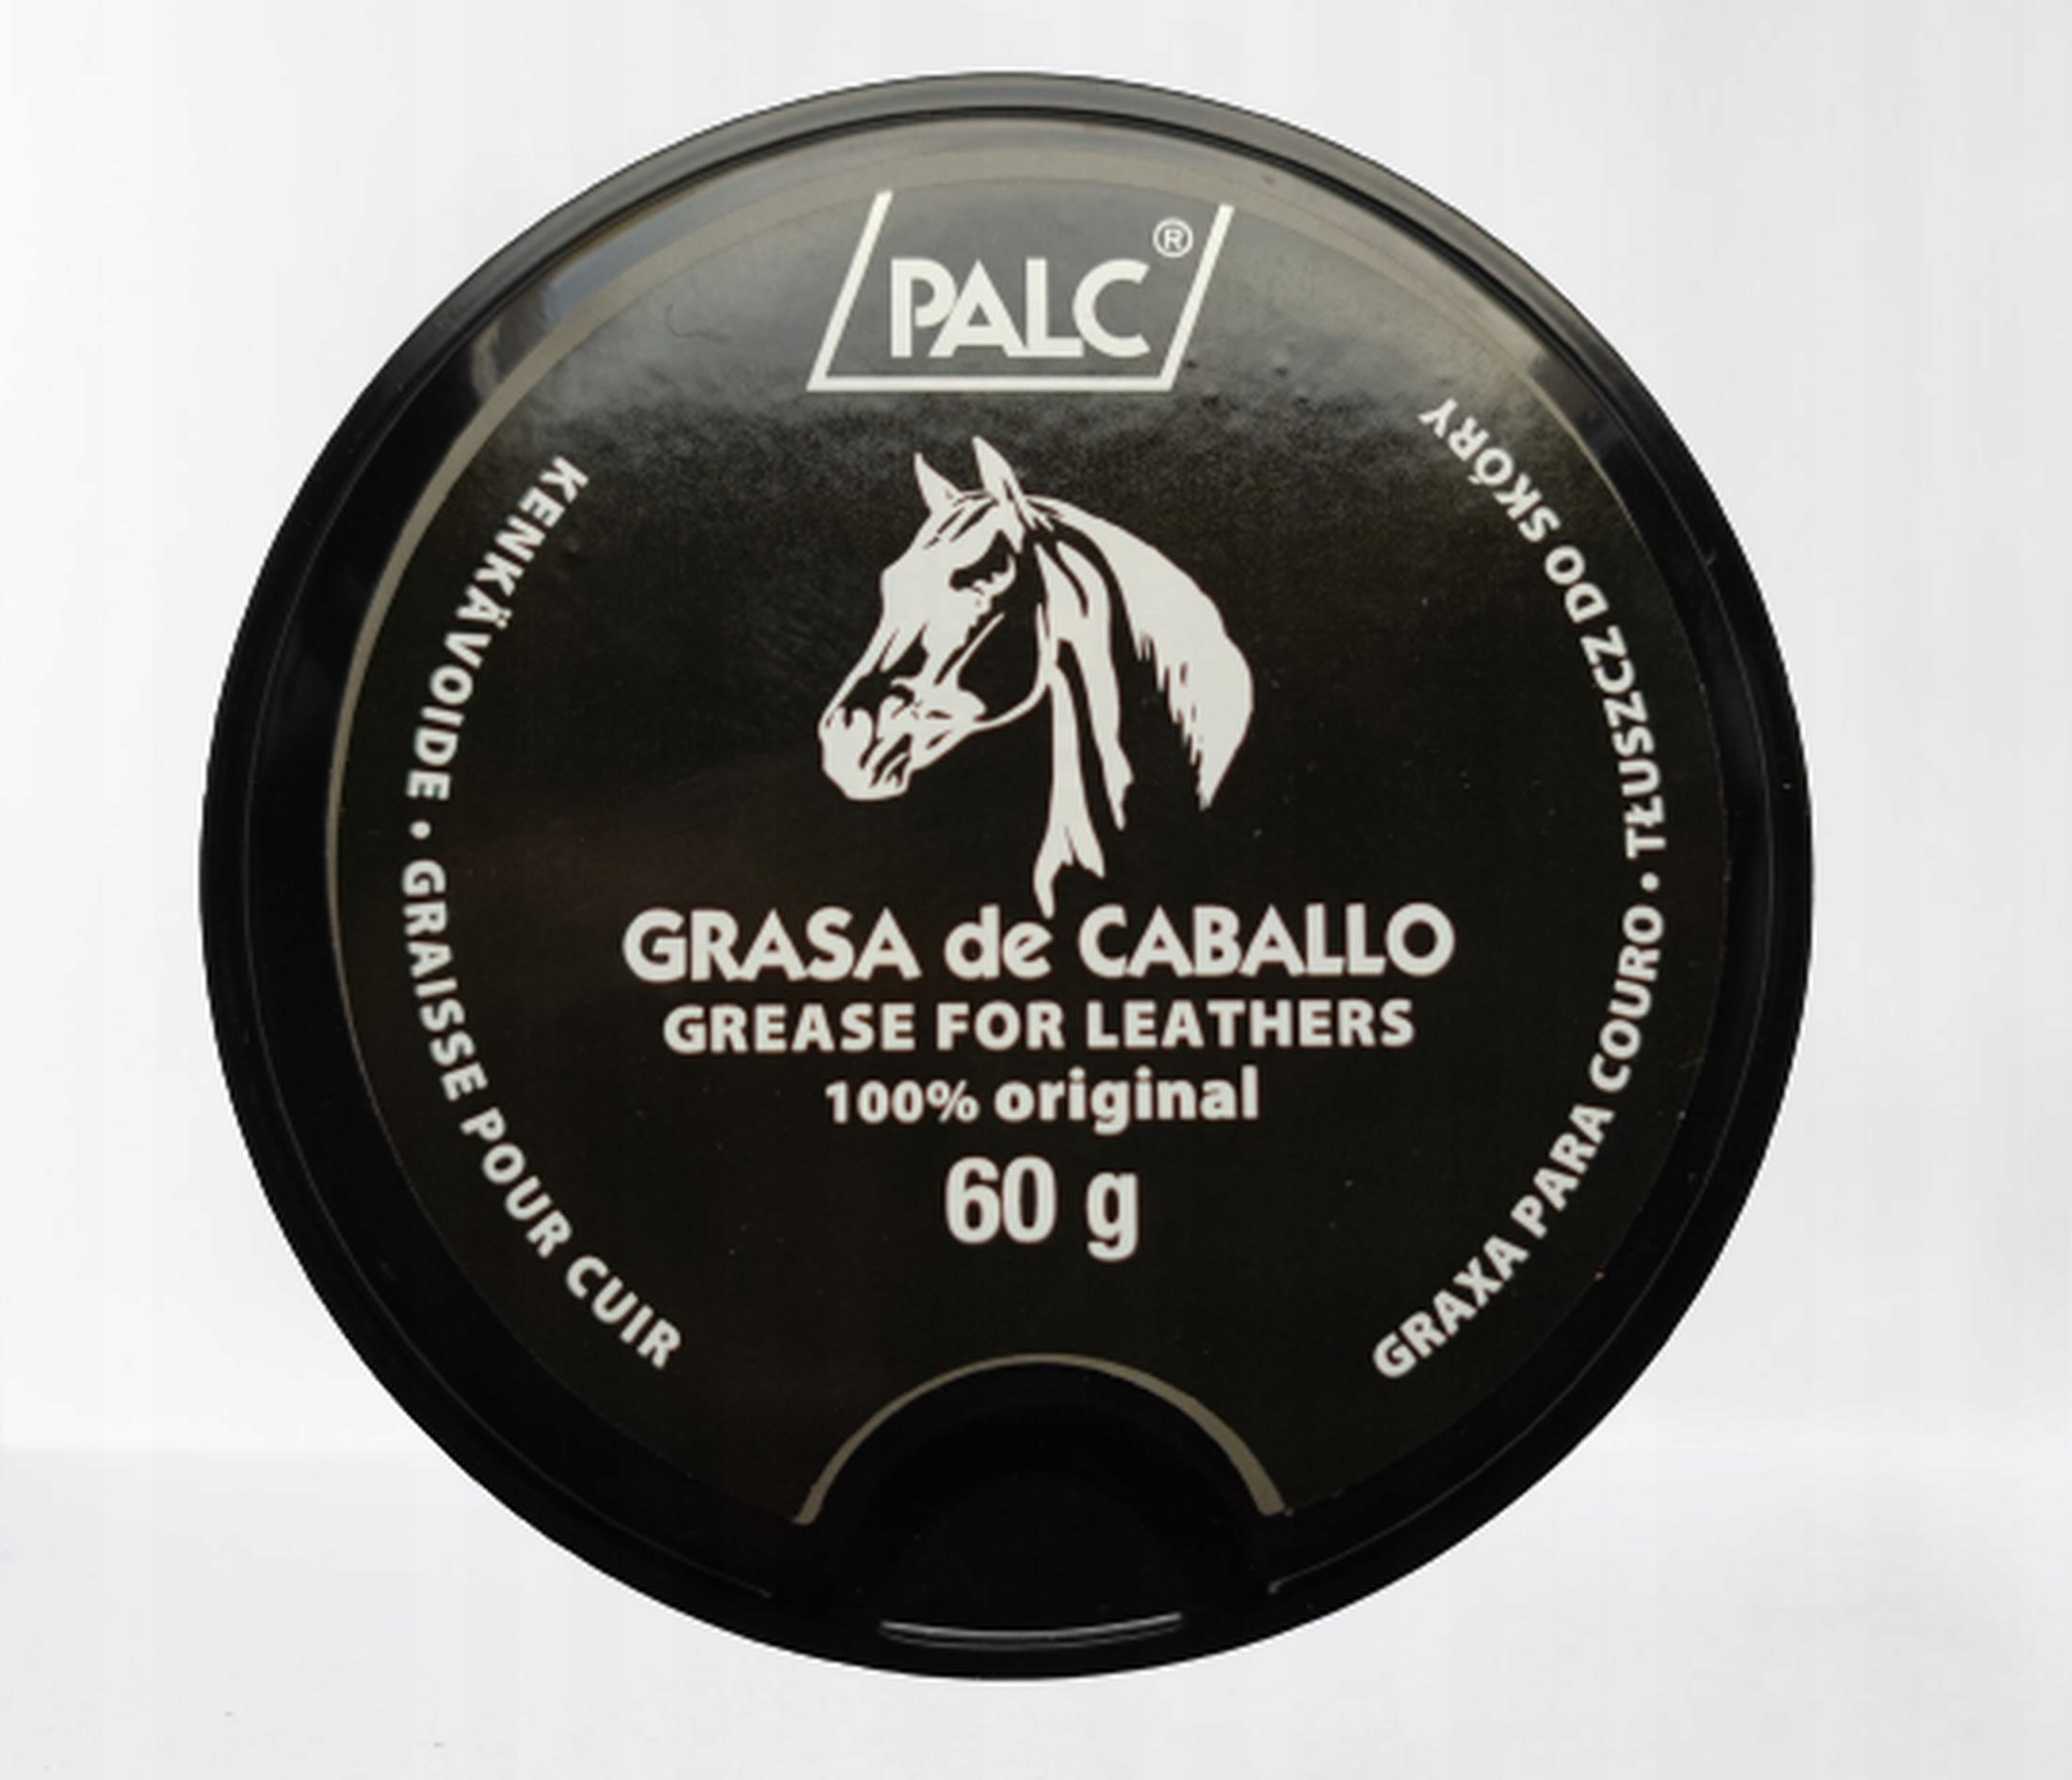 PALC®
KENKÄVOIDE • GRAISSE POUR CUIR
GRAXA PARA COURO • TŁUSZCZ DO SKÓRY
GRASA de CABALLO
GREASE FOR LEATHERS
100% original
60 g